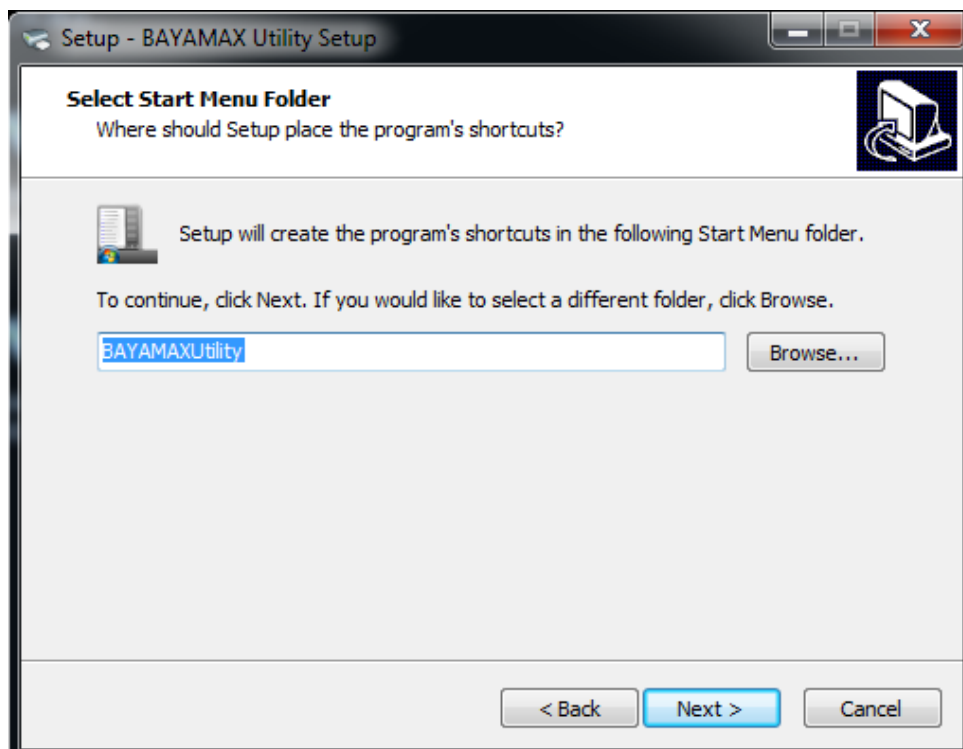 Setup - BAYAMAX Utility Setup
Select Start Menu Folder
Where should Setup place the program's shortcuts?
Setup will create the program's shortcuts in the following Start Menu folder.
To continue, click Next. If you would like to select a different folder, click Browse.
BAYAMAXUtility
Browse...
< Back
Next >
Cancel